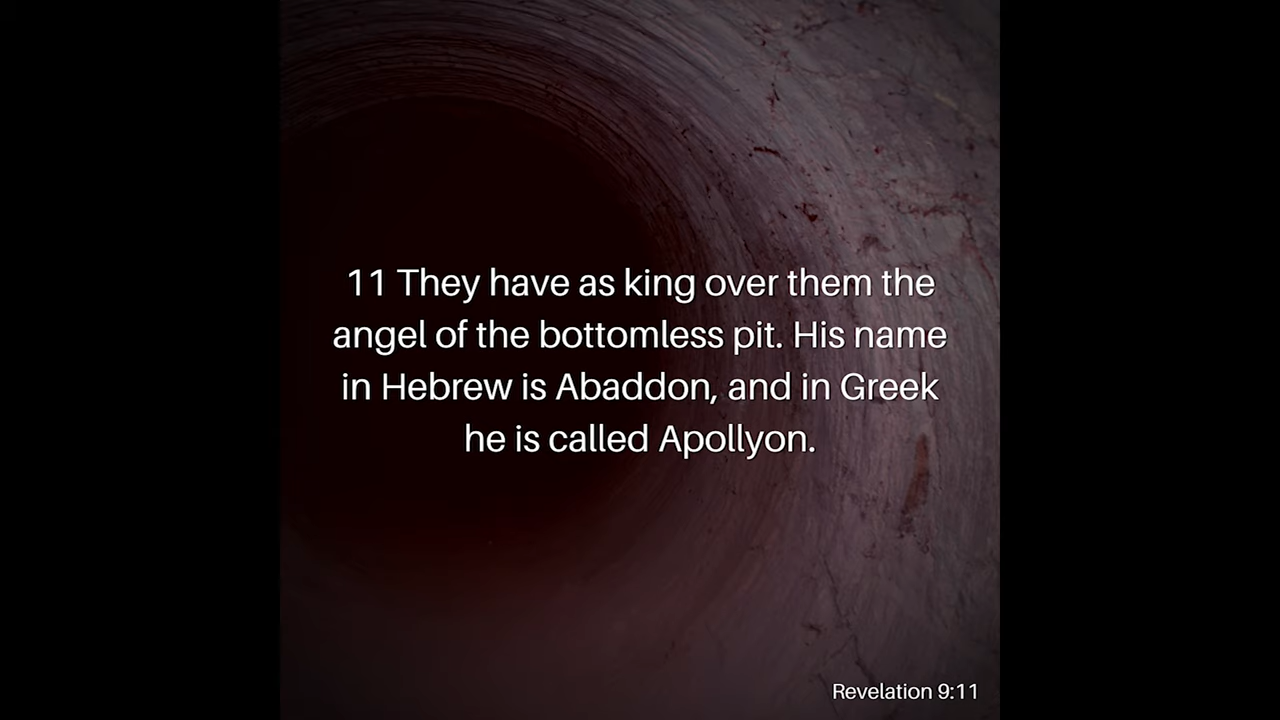 11 They have as king over them the
angel of the bottomless pit. His name
in Hebrew is Abaddon, and in Greek
he is called Apollyon.
Revelation 9:11